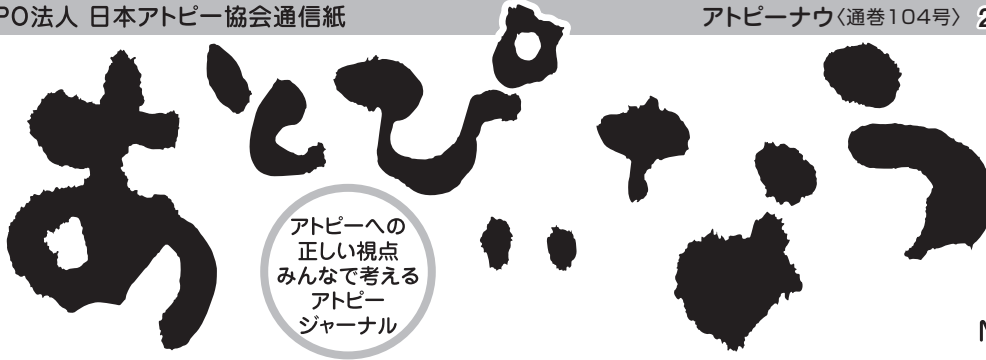 PO法人 日本アトピー協会通信紙
アトピーナウ〈通巻104号〉 2
あとぴいなう
アトピーへの
正しい視点
みんなで考える
アトピー
ジャーナル